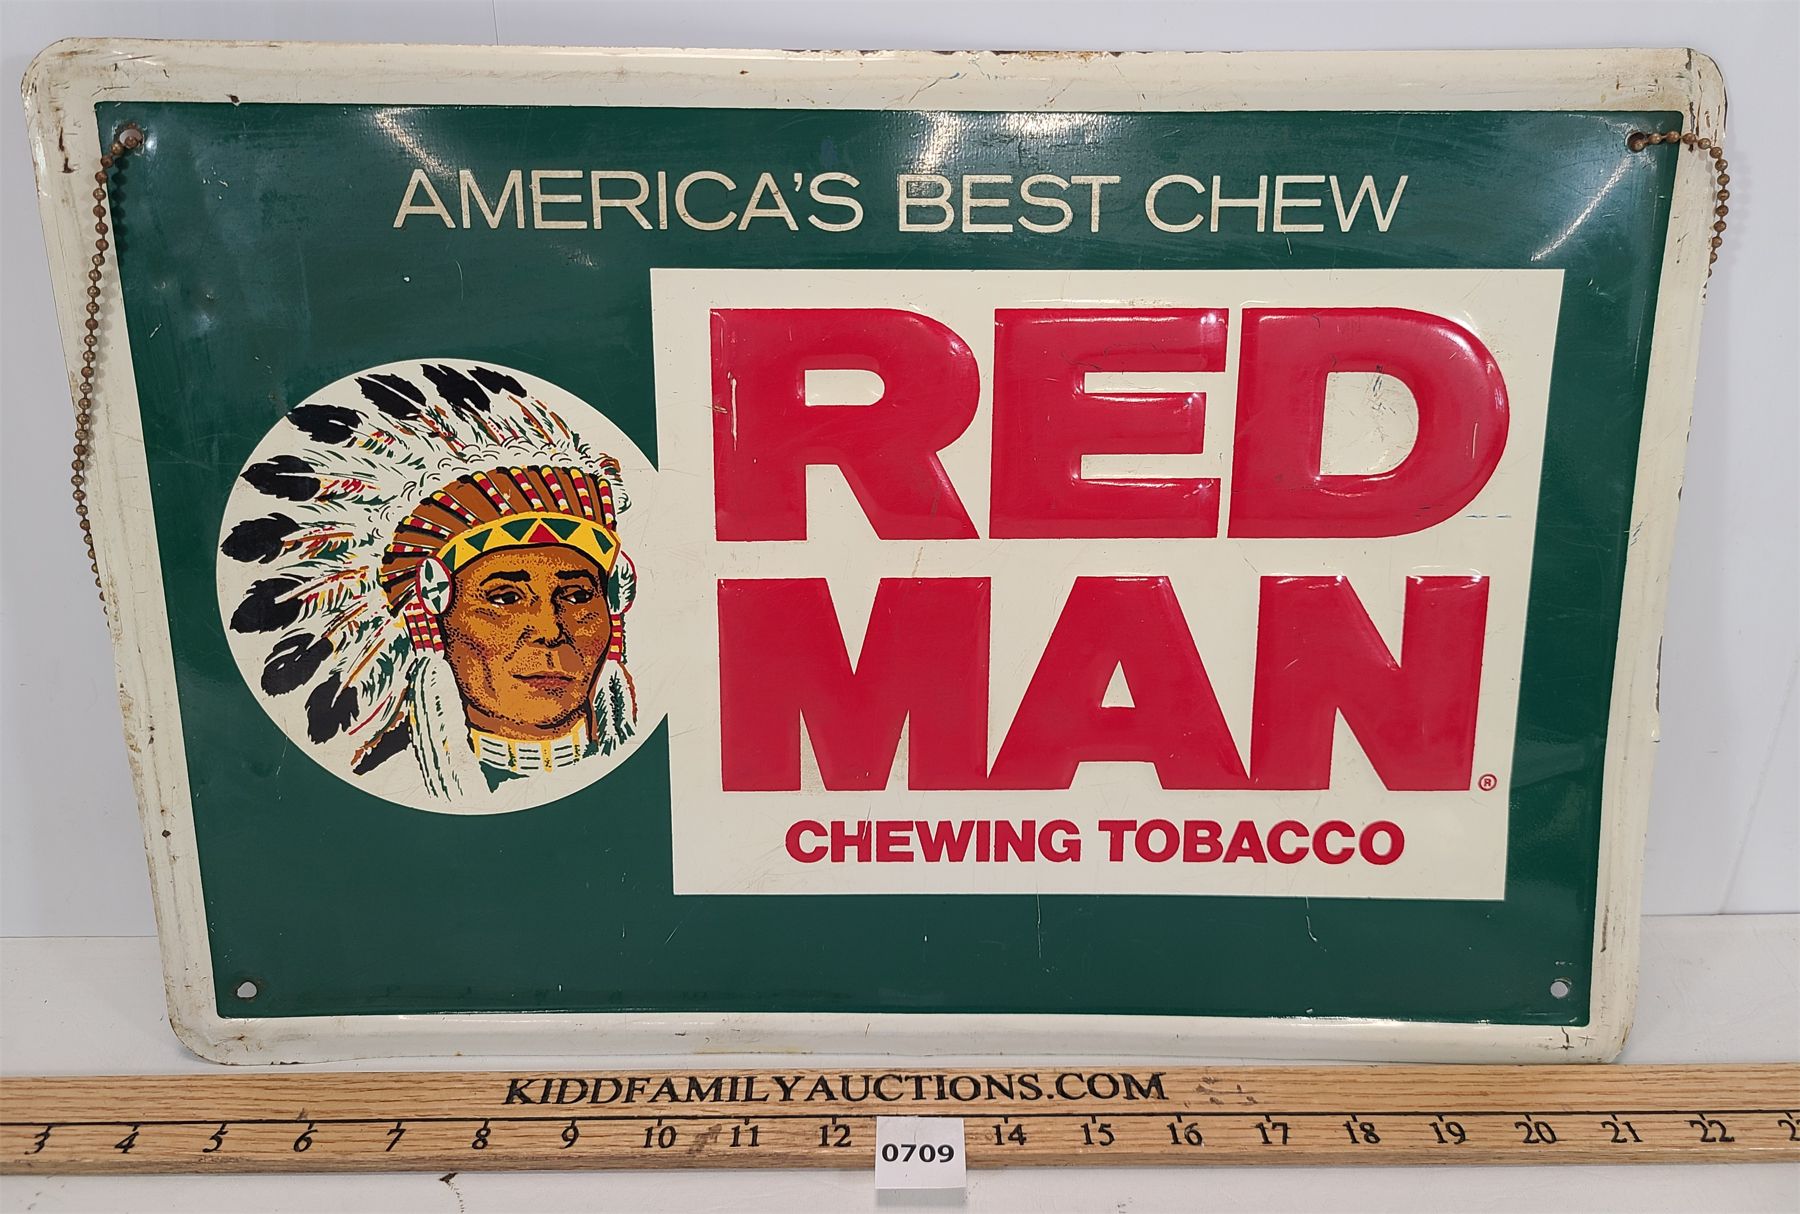 AMERICA'S BEST CHEW
RED
MAN®
CHEWING TOBACCO
KIDDFAMILYAUCTIONS.COM
3 4 5 6 7 8 9 10 11 12 14 15 16 17 18 19 20 21 22
0709